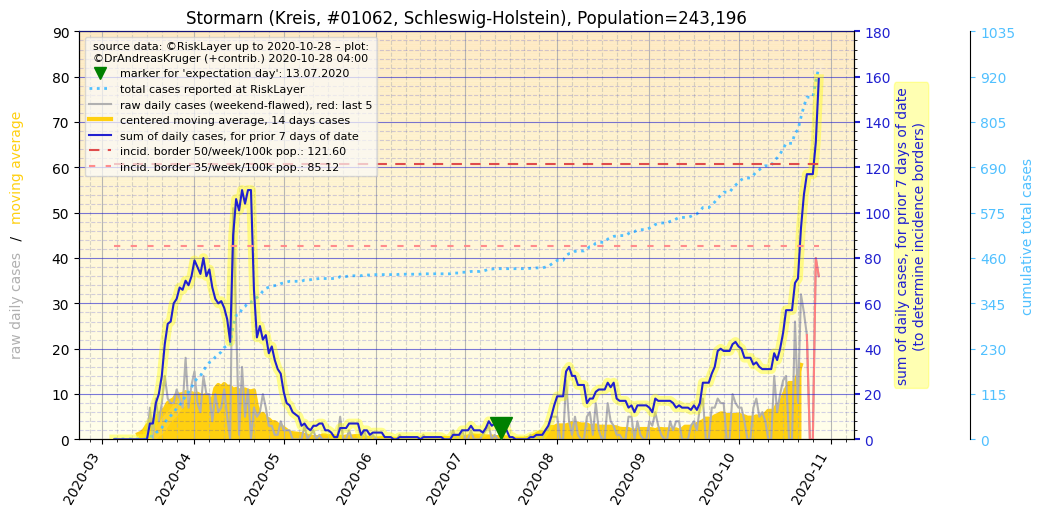 Stormarn (Kreis, #01062, Schleswig-Holstein), Population=243,196
source data: ©RiskLayer up to 2020-10-28 – plot:
©DrAndreasKruger (+contrib.) 2020-10-28 04:00
marker for 'expectation day': 13.07.2020
total cases reported at RiskLayer
raw daily cases (weekend-flawed), red: last 5
centered moving average, 14 days cases
sum of daily cases, for prior 7 days of date
incid. border 50/week/100k pop.: 121.60
incid. border 35/week/100k pop.: 85.12
raw daily cases / moving average
90
80
70
60
50
40
30
20
10
0
2020-03
2020-04
2020-05
2020-06
2020-07
2020-08
2020-09
2020-10
2020-11
180
160
140
120
100
80
60
40
20
0
sum of daily cases, for prior 7 days of date
(to determine incidence borders)
1035
920
805
690
575
460
345
230
115
0
cumulative total cases